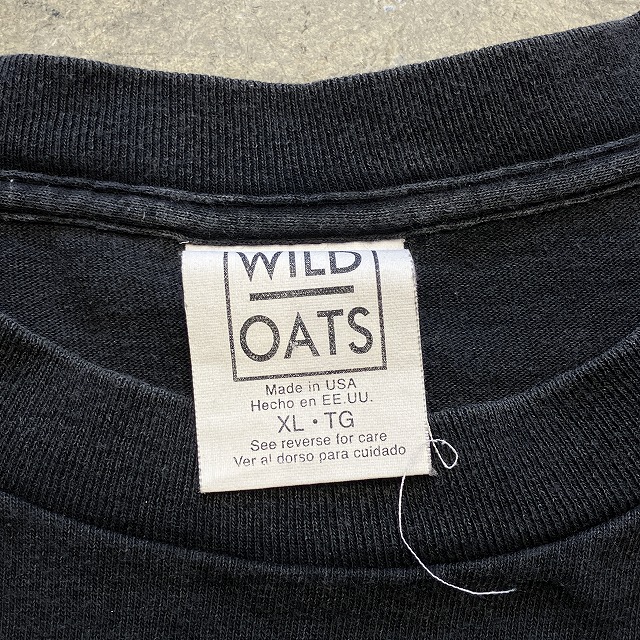 WILD
OATS
Made in USA
Hecho en EE.UU.
XL • TG
See reverse for care
Ver al dorso para cuidado